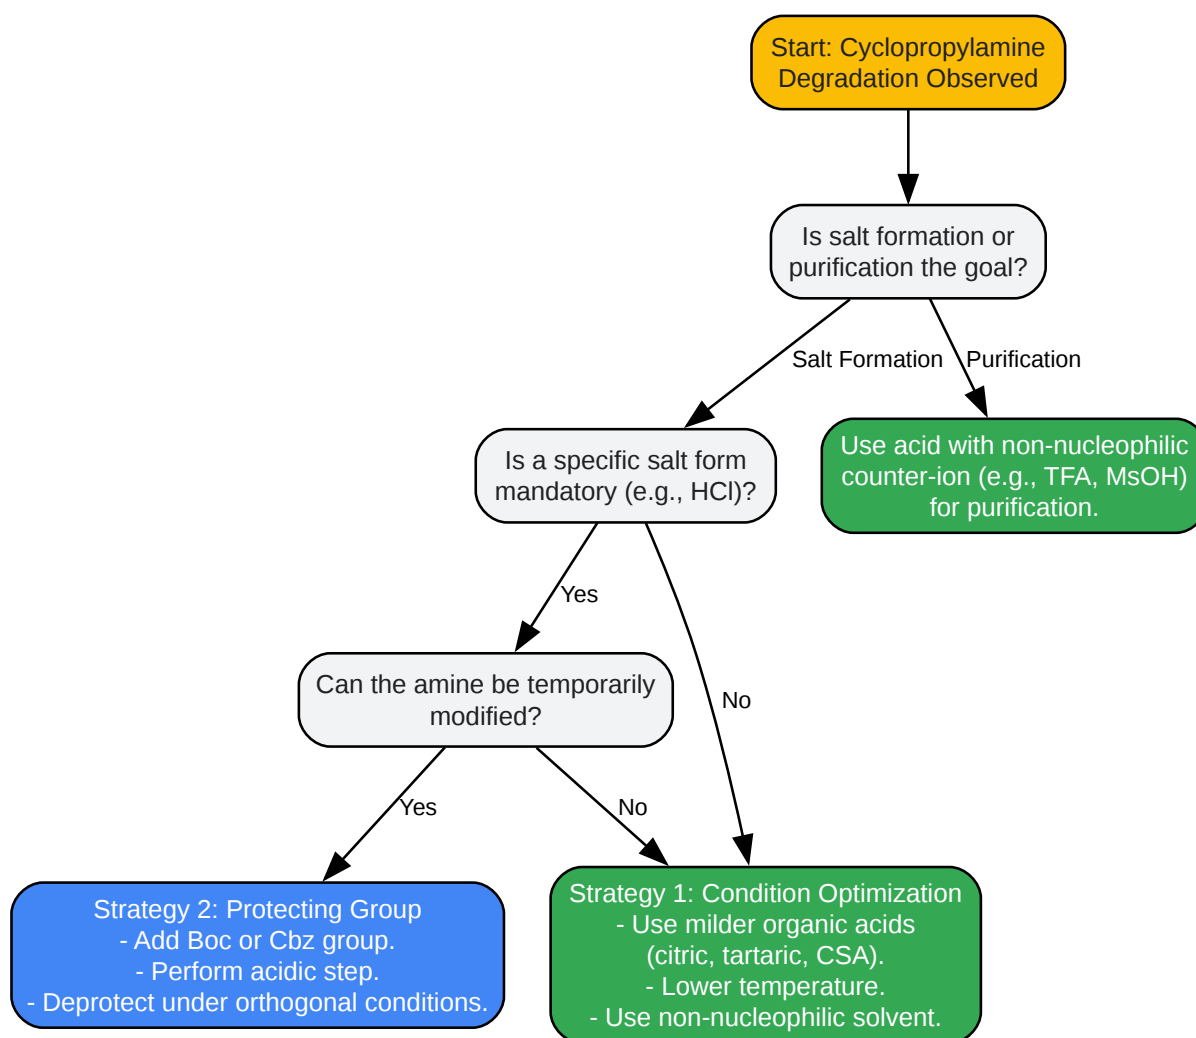 Start: Cyclopropylamine
Degradation Observed
Is salt formation or
purification the goal?
Salt Formation
Purification
Is a specific salt form
mandatory (e.g., HCl)?
Use acid with non-nucleophilic
counter-ion (e.g., TFA, MsOH)
for purification.
Yes
No
Can the amine be temporarily
modified?
Yes
No
Strategy 2: Protecting Group
- Add Boc or Cbz group.
- Perform acidic step.
- Deprotect under orthogonal conditions.
Strategy 1: Condition Optimization
- Use milder organic acids
(citric, tartaric, CSA).
- Lower temperature.
- Use non-nucleophilic solvent.